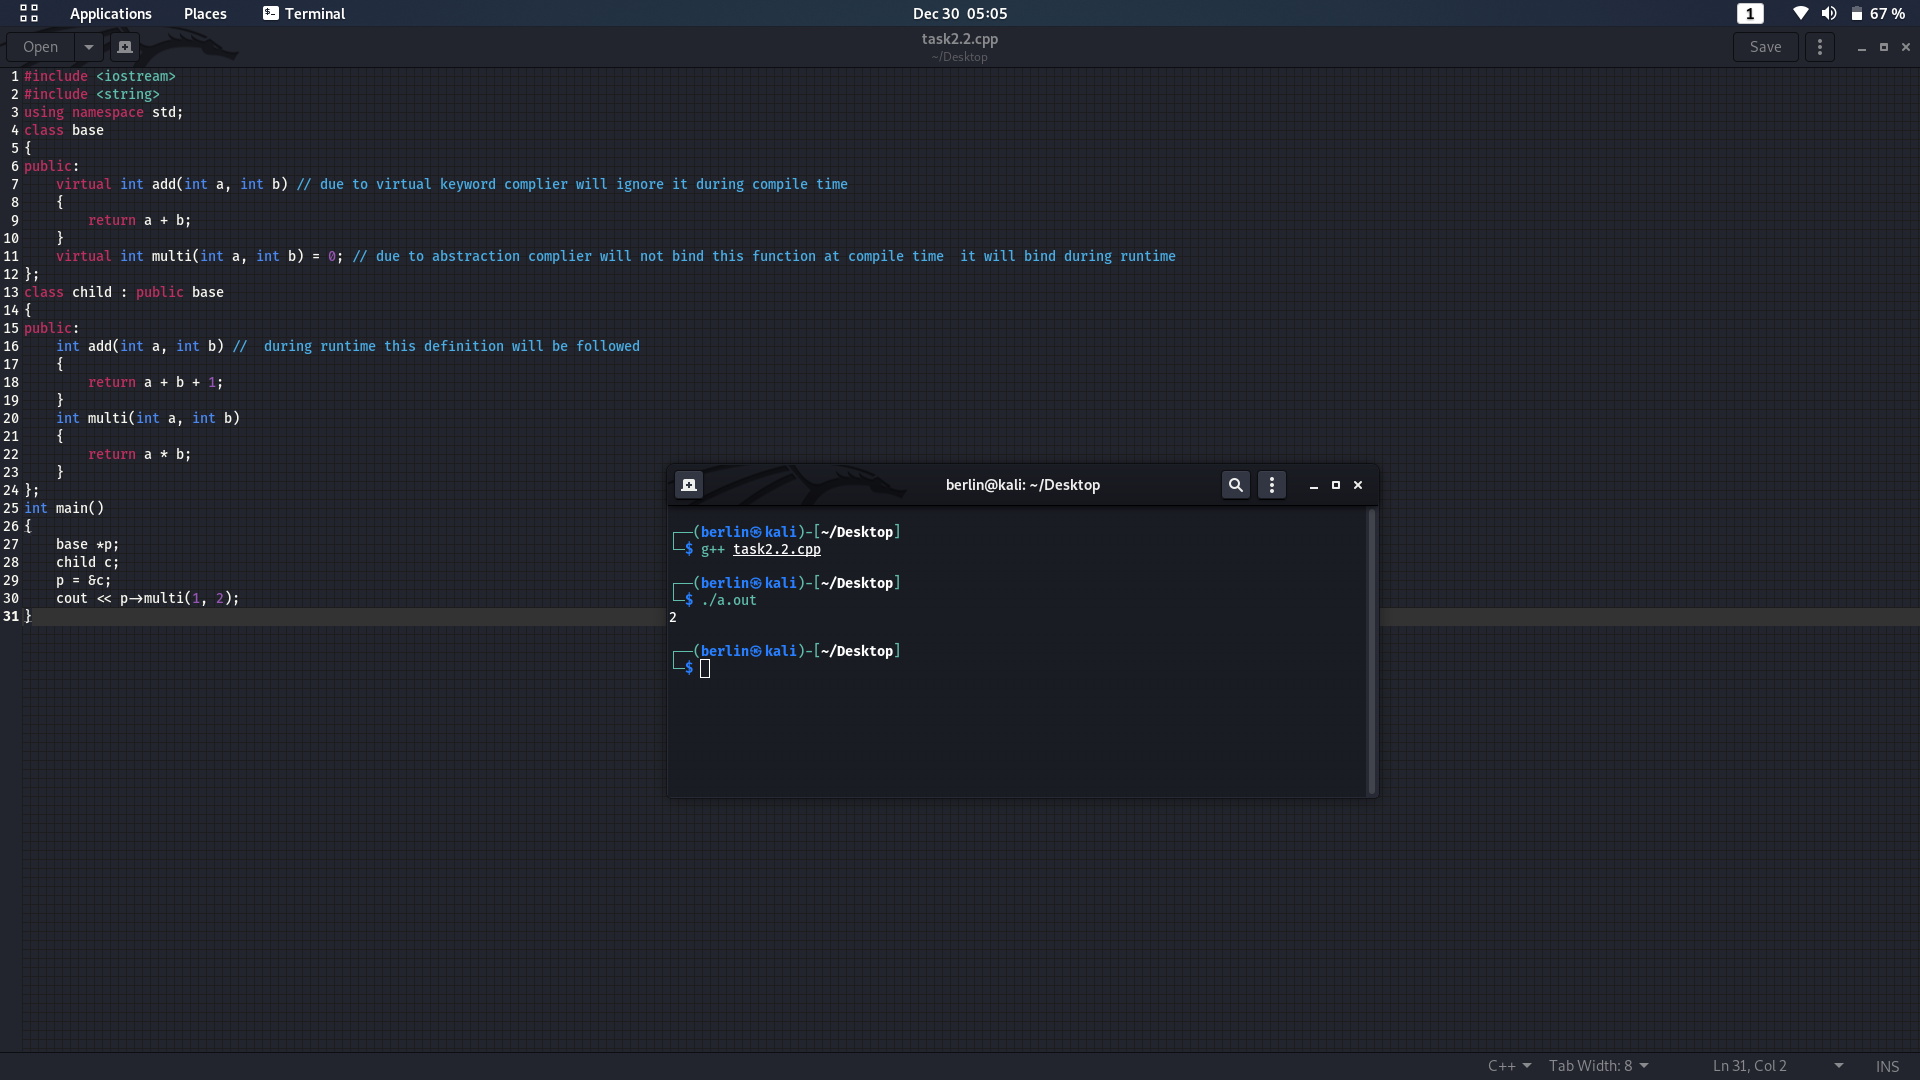 Applications Places Terminal Dec 30 05:05 1 67 %
Open task2.2.cpp Save
~/Desktop
1 #include <iostream>
2 #include <string>
3 using namespace std;
4 class base
5 {
6 public:
7 virtual int add(int a, int b) // due to virtual keyword complier will ignore it during compile time
8 {
9 return a + b;
10 }
11 virtual int multi(int a, int b) = 0; // due to abstraction complier will not bind this function at compile time  it will bind during runtime
12 };
13 class child : public base
14 {
15 public:
16 int add(int a, int b) //  during runtime this definition will be followed
17 {
18 return a + b + 1;
19 }
20 int multi(int a, int b)
21 {
22 return a * b;
23 }
24 };
25 int main()
26 {
27 base *p;
28 child c;
29 p = &c;
30 cout << p->multi(1, 2);
31 }
berlin@kali: ~/Desktop
┌──(berlin㉿kali)-[~/Desktop]
└─$ g++ task2.2.cpp
┌──(berlin㉿kali)-[~/Desktop]
└─$ ./a.out
2
┌──(berlin㉿kali)-[~/Desktop]
└─$
C++ Tab Width: 8 Ln 31, Col 2 INS